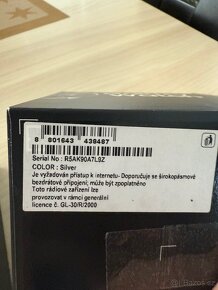 8 801643 439487
Serial No : R5AK90A7L9Z
COLOR : Silver
Je vyžadován přístup k internetu- Doporučuje se širokopásmové
bezdrátové připojení; může být zpoplatněno
Toto rádiové zařízení lze
provozovat v rámci generální
licence č. GL-30/R/2000